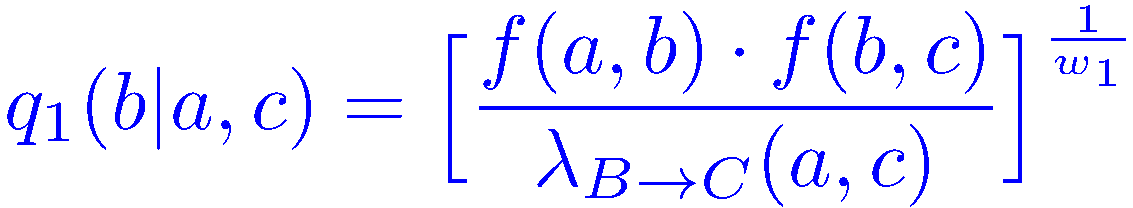 q_1(b|a, c) = \left[ \frac{f(a, b) \cdot f(b, c)}{\lambda_{B \to C}(a, c)} \right]^{\frac{1}{w_1}}